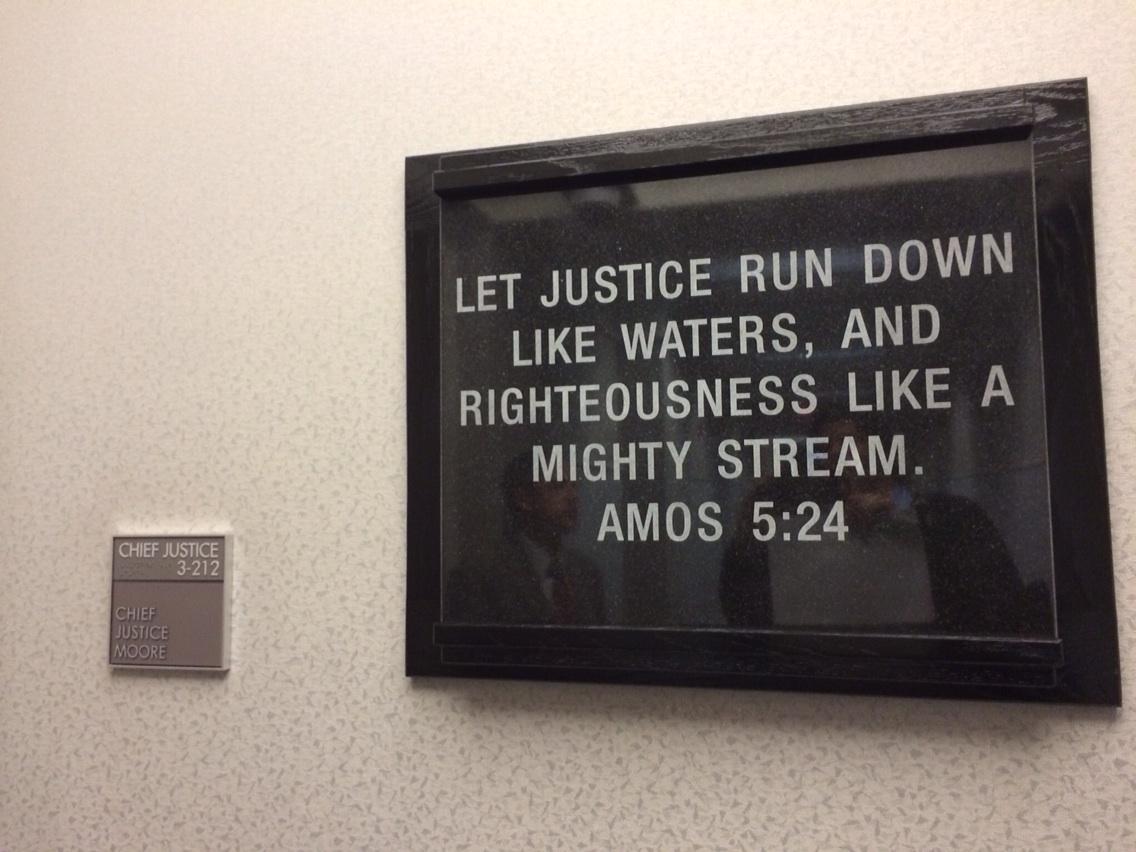 LET JUSTICE RUN DOWN
LIKE WATERS, AND
RIGHTEOUSNESS LIKE A
MIGHTY STREAM.
AMOS 5:24
CHIEF JUSTICE
3-212
CHIEF
JUSTICE
MOORE